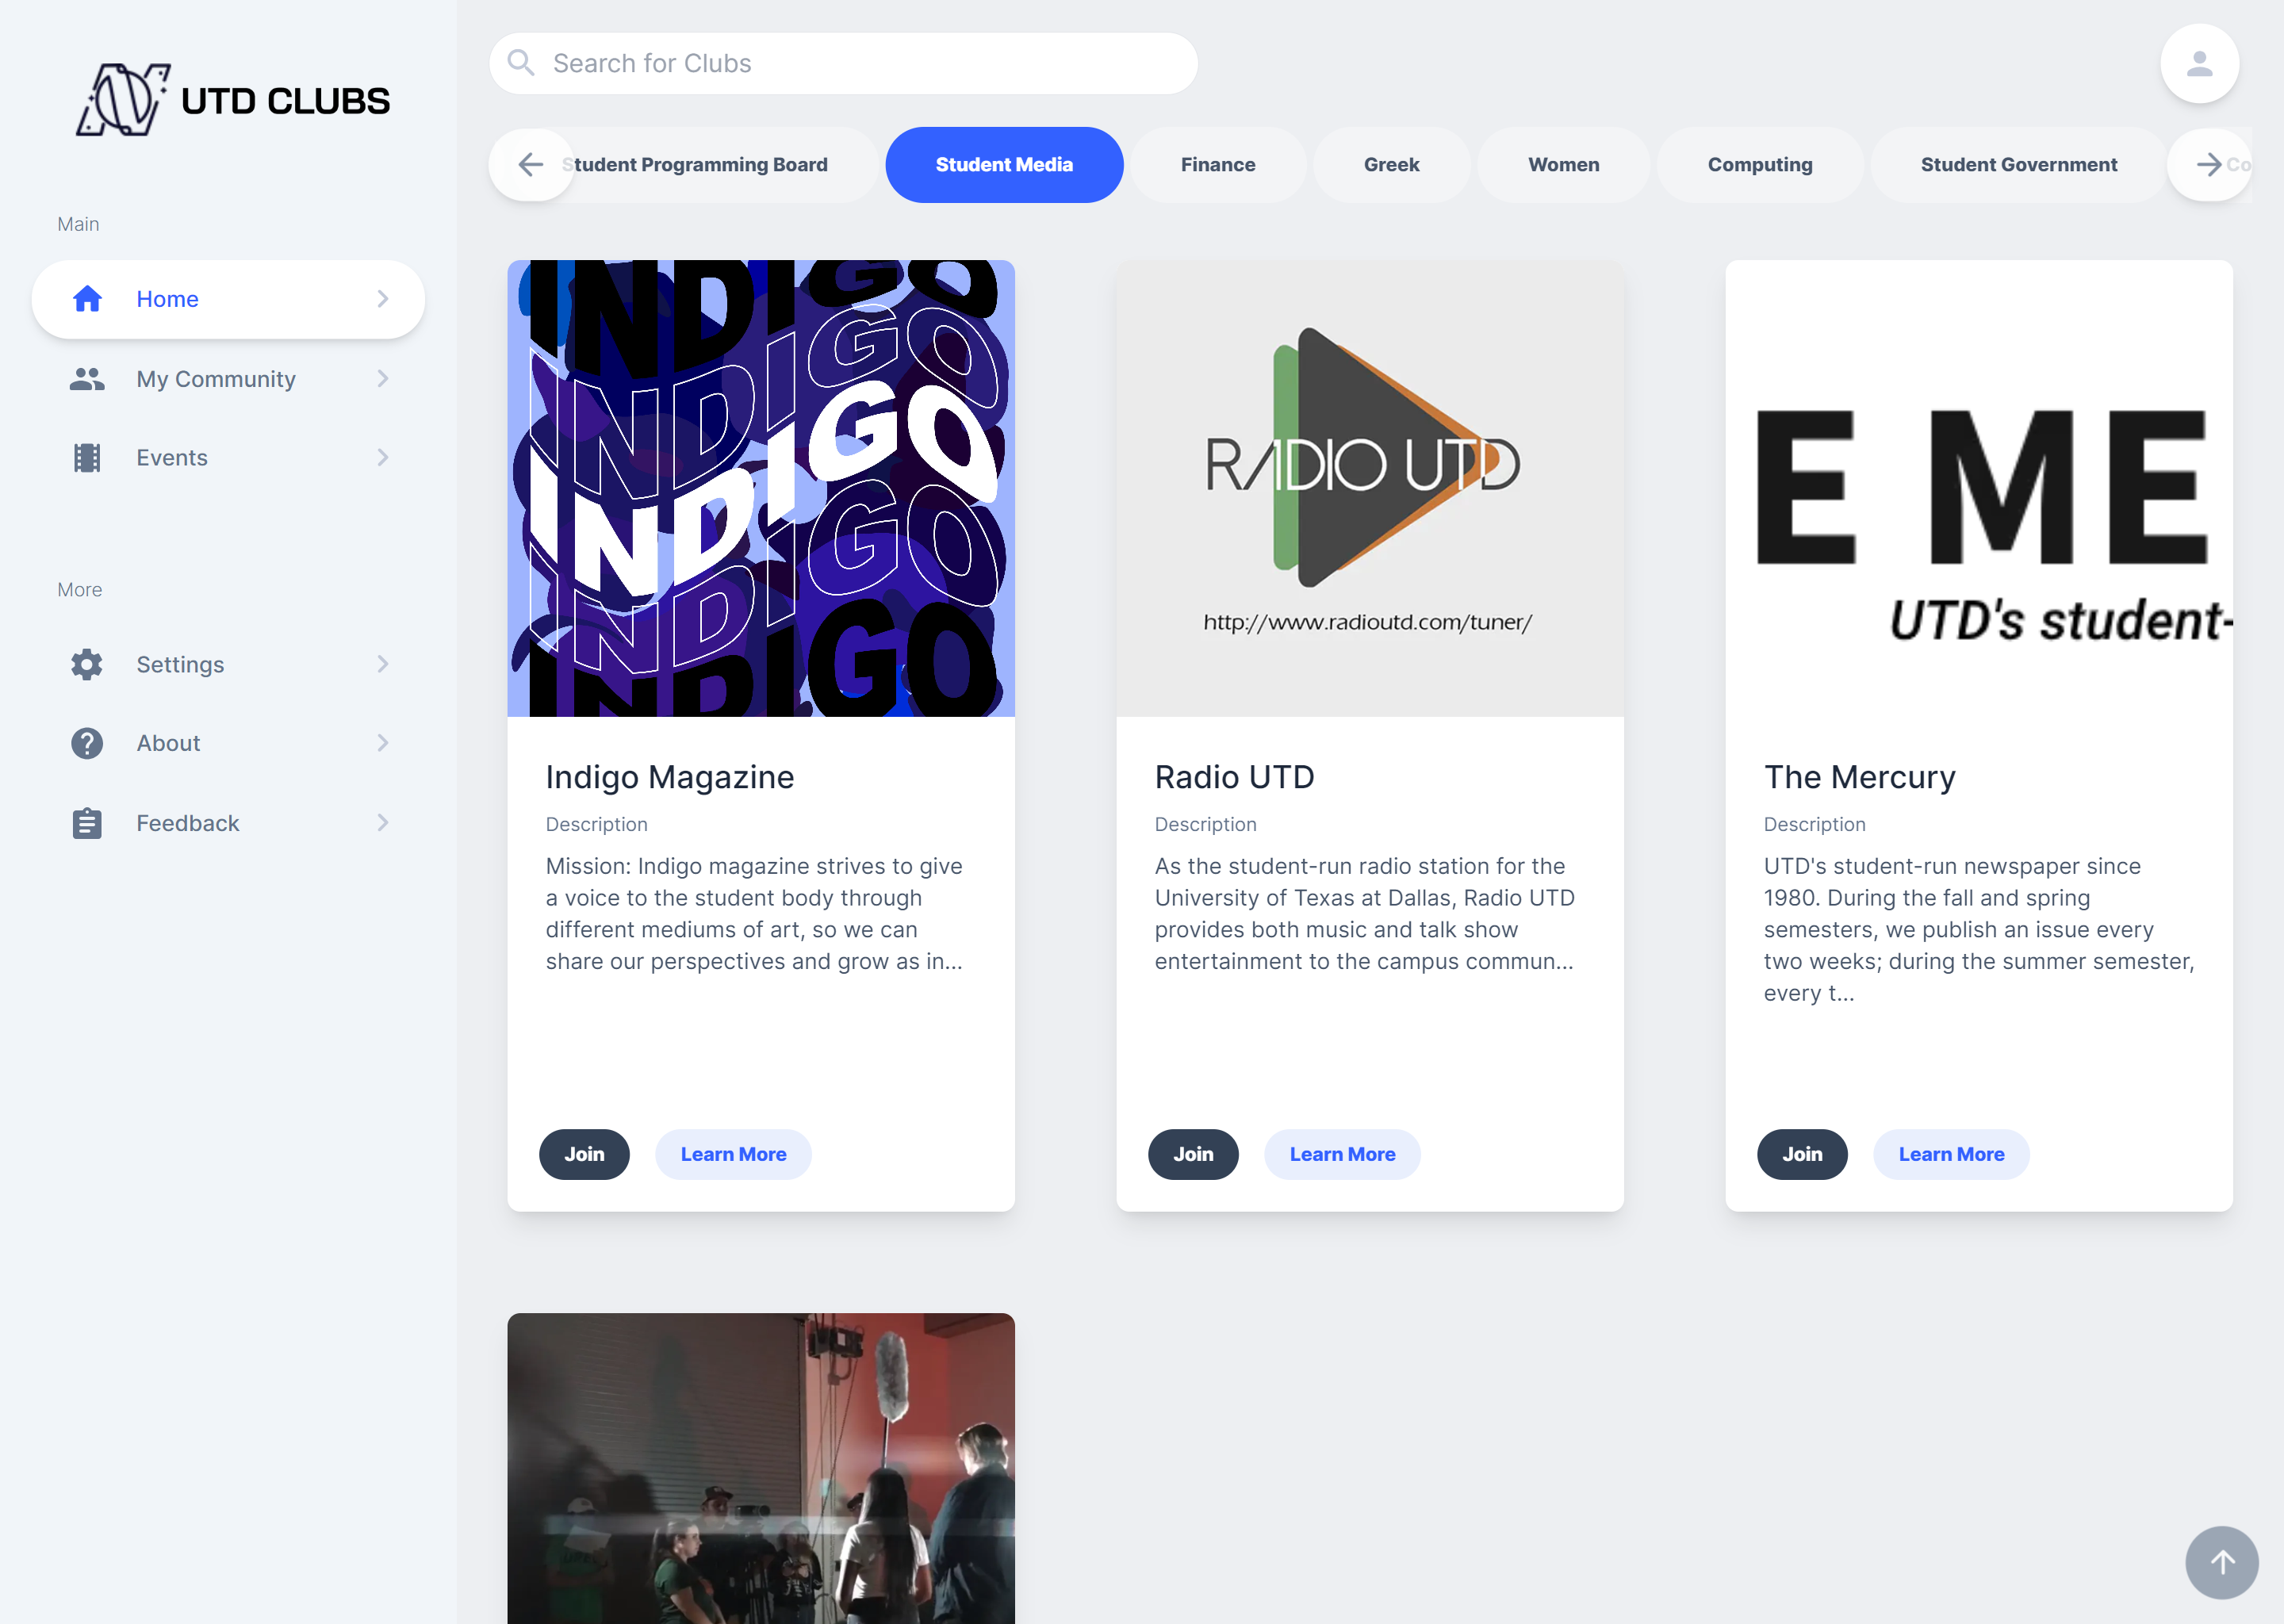 UTD CLUBS
Search for Clubs
Student Programming Board
Student Media
Finance
Greek
Women
Computing
Student Government
Co
Main
Home
My Community
Events
More
Settings
About
Feedback
INDIGO
INDIGO
INDIGO
INDIGO
INDIGO
RADIO UTD
http://www.radioutd.com/tuner/
E ME
UTD's student-
Indigo Magazine
Description
Mission: Indigo magazine strives to give
a voice to the student body through
different mediums of art, so we can
share our perspectives and grow as in...
Join
Learn More
Radio UTD
Description
As the student-run radio station for the
University of Texas at Dallas, Radio UTD
provides both music and talk show
entertainment to the campus commun...
Join
Learn More
The Mercury
Description
UTD's student-run newspaper since
1980. During the fall and spring
semesters, we publish an issue every
two weeks; during the summer semester,
every t...
Join
Learn More